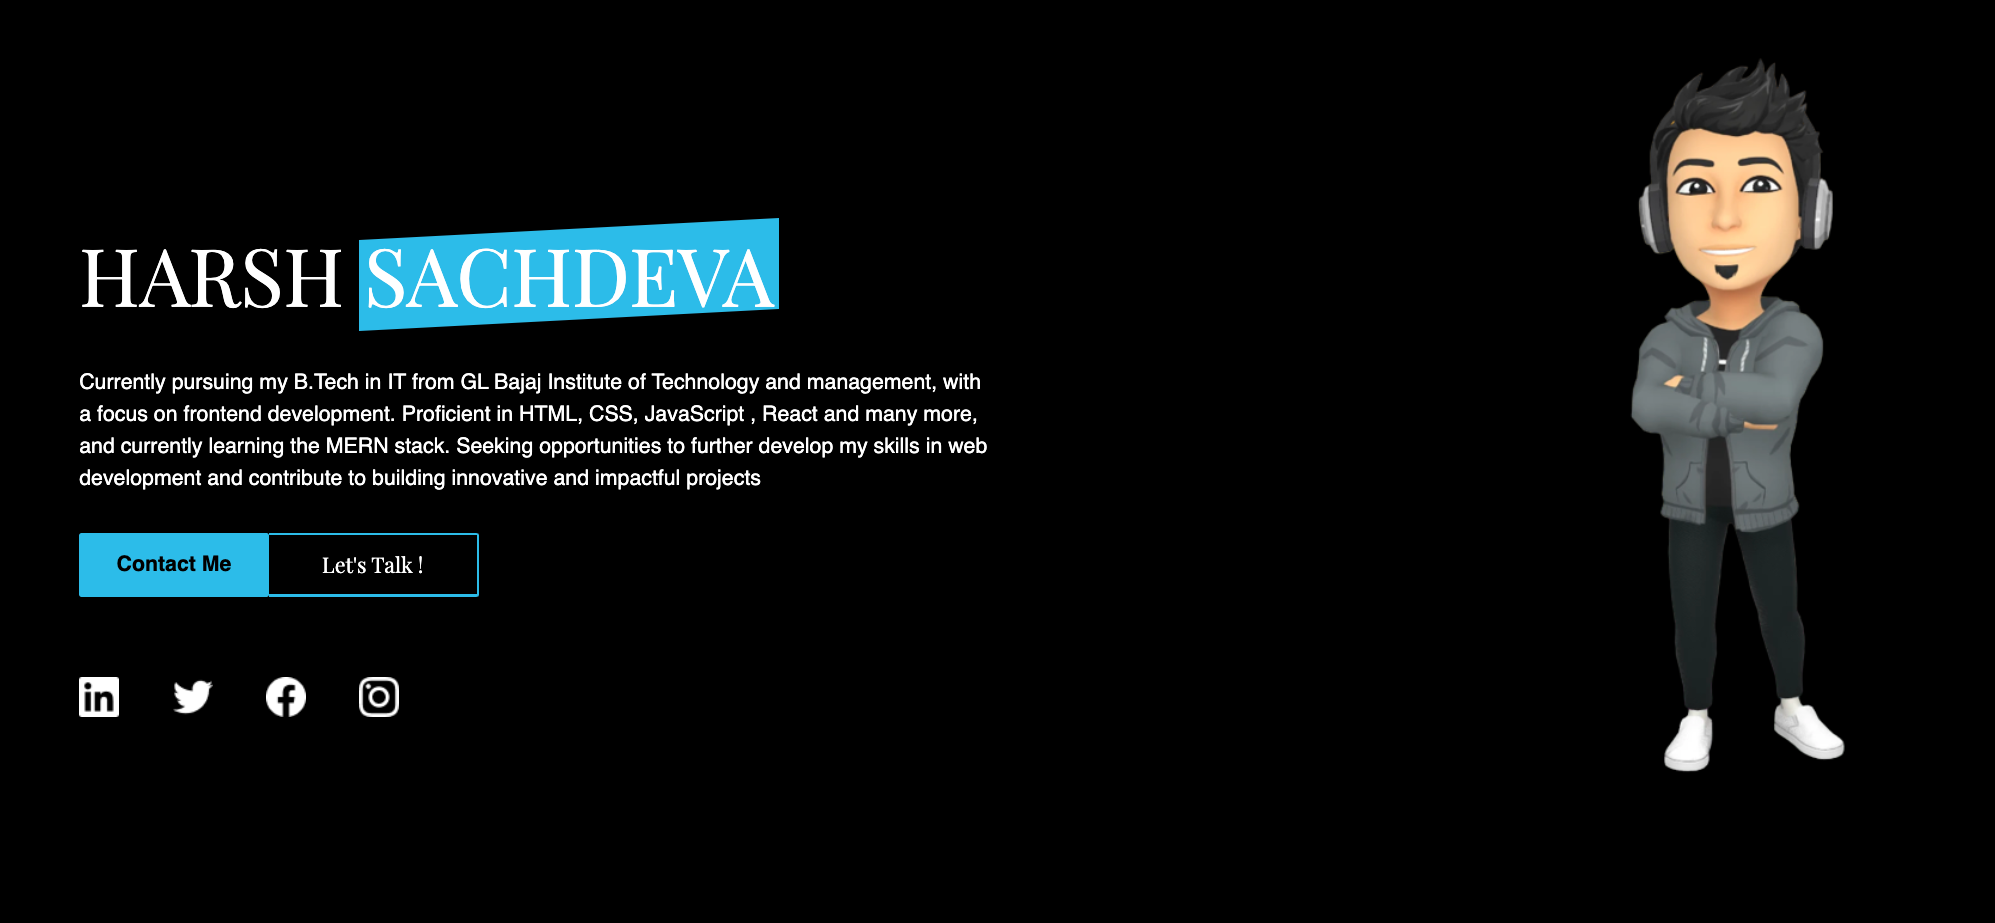 HARSH SACHDEVA
Currently pursuing my B.Tech in IT from GL Bajaj Institute of Technology and management, with
a focus on frontend development. Proficient in HTML, CSS, JavaScript , React and many more,
and currently learning the MERN stack. Seeking opportunities to further develop my skills in web
development and contribute to building innovative and impactful projects
Contact Me
Let's Talk !
in